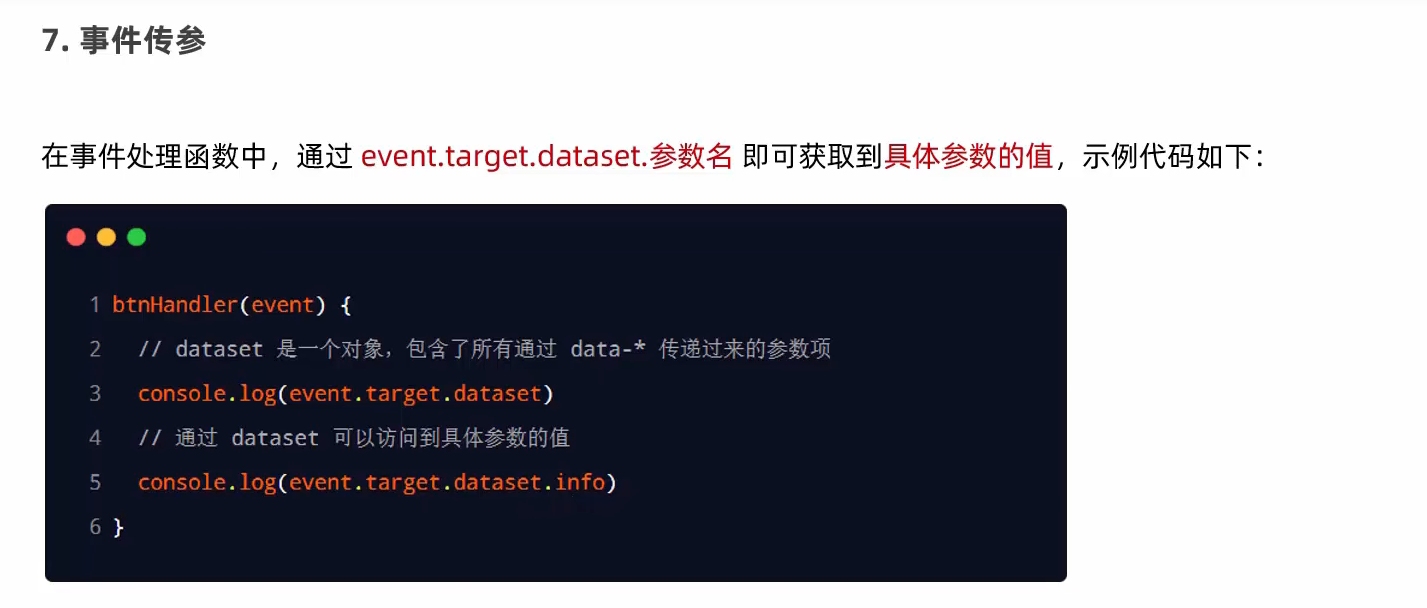 7. 事件传参
在事件处理函数中，通过 event.target.dataset.参数名 即可获取到具体参数的值，示例代码如下：
1 btnHandler(event) {
2   // dataset 是一个对象，包含了所有通过 data-* 传递过来的参数项
3   console.log(event.target.dataset)
4   // 通过 dataset 可以访问到具体参数的值
5   console.log(event.target.dataset.info)
6 }